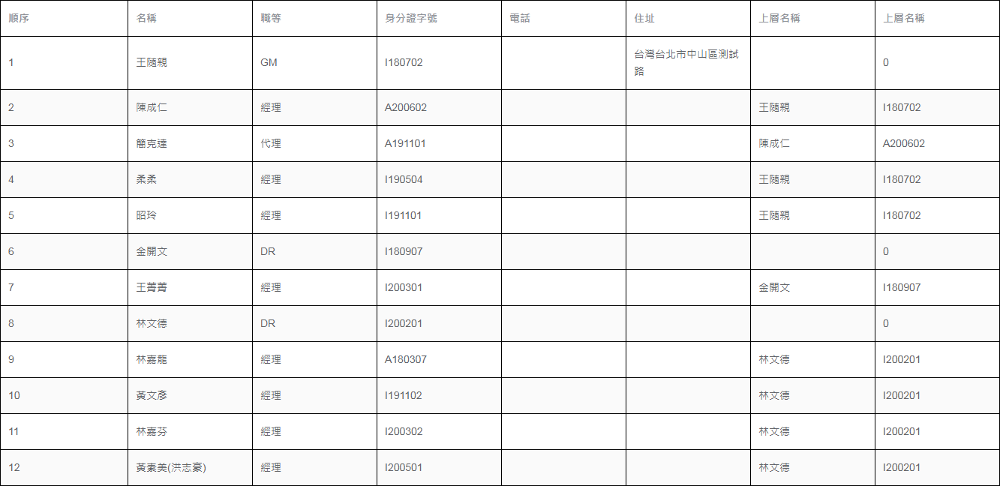 順序 名稱 職等 身分證字號 電話 住址 上層名稱 上層名稱
1 王隨親 GM I180702 台灣台北市中山區測試路 0
2 陳成仁 經理 A200602 王隨親 I180702
3 簡克達 代理 A191101 陳成仁 A200602
4 柔柔 經理 I190504 王隨親 I180702
5 昭玲 經理 I191101 王隨親 I180702
6 金開文 DR I180907 0
7 王菁菁 經理 I200301 金開文 I180907
8 林文德 DR I200201 0
9 林嘉龍 經理 A180307 林文德 I200201
10 黃文彥 經理 I191102 林文德 I200201
11 林嘉芬 經理 I200302 林文德 I200201
12 黃素美(洪志豪) 經理 I200501 林文德 I200201